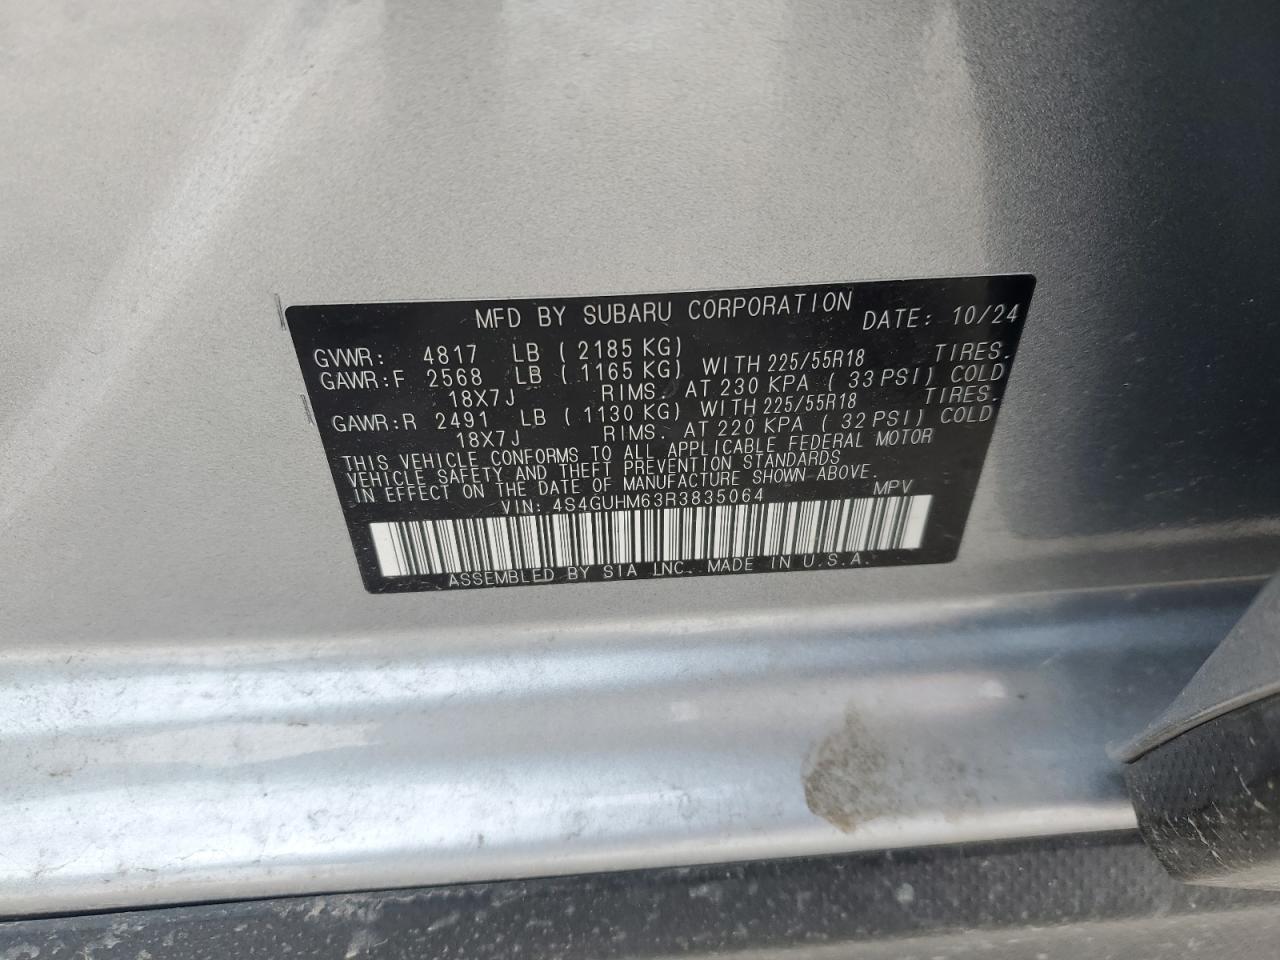 MFD BY SUBARU CORPORATION DATE: 10/24
GVWR: 4817 LB ( 2185 KG)
GAWR:F 2568 LB ( 1165 KG) WITH 225/55R18 TIRES.
18X7J RIMS. AT 230 KPA ( 33 PSI) COLD
GAWR:R 2491 LB ( 1130 KG) WITH 225/55R18 TIRES.
18X7J RIMS. AT 220 KPA ( 32 PSI) COLD
THIS VEHICLE CONFORMS TO ALL APPLICABLE FEDERAL MOTOR
VEHICLE SAFETY AND THEFT PREVENTION STANDARDS
IN EFFECT ON THE DATE OF MANUFACTURE SHOWN ABOVE.
VIN: 4S4GUHM63R3835064 MPV
ASSEMBLED BY SIA INC. MADE IN U.S.A.